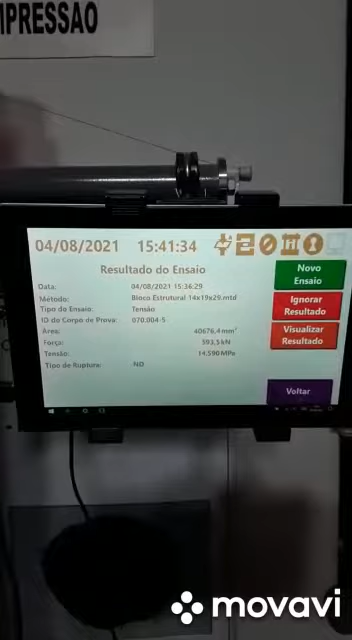 MPRESSAO
04/08/2021 15:41:34
Resultado do Ensaio
Novo
Ensaio
Data: 04/08/2021 15:36:29
Método: Bloco Estrutural 14x19x29.mtd
Tipo do Ensaio: Tensão
ID do Corpo de Prova: 070.004-5
Área: 40676,4 mm²
Força: 593,5 kN
Tensão: 14,590 MPa
Tipo de Ruptura: ND
Ignorar
Resultado
Visualizar
Resultado
Voltar
movavi